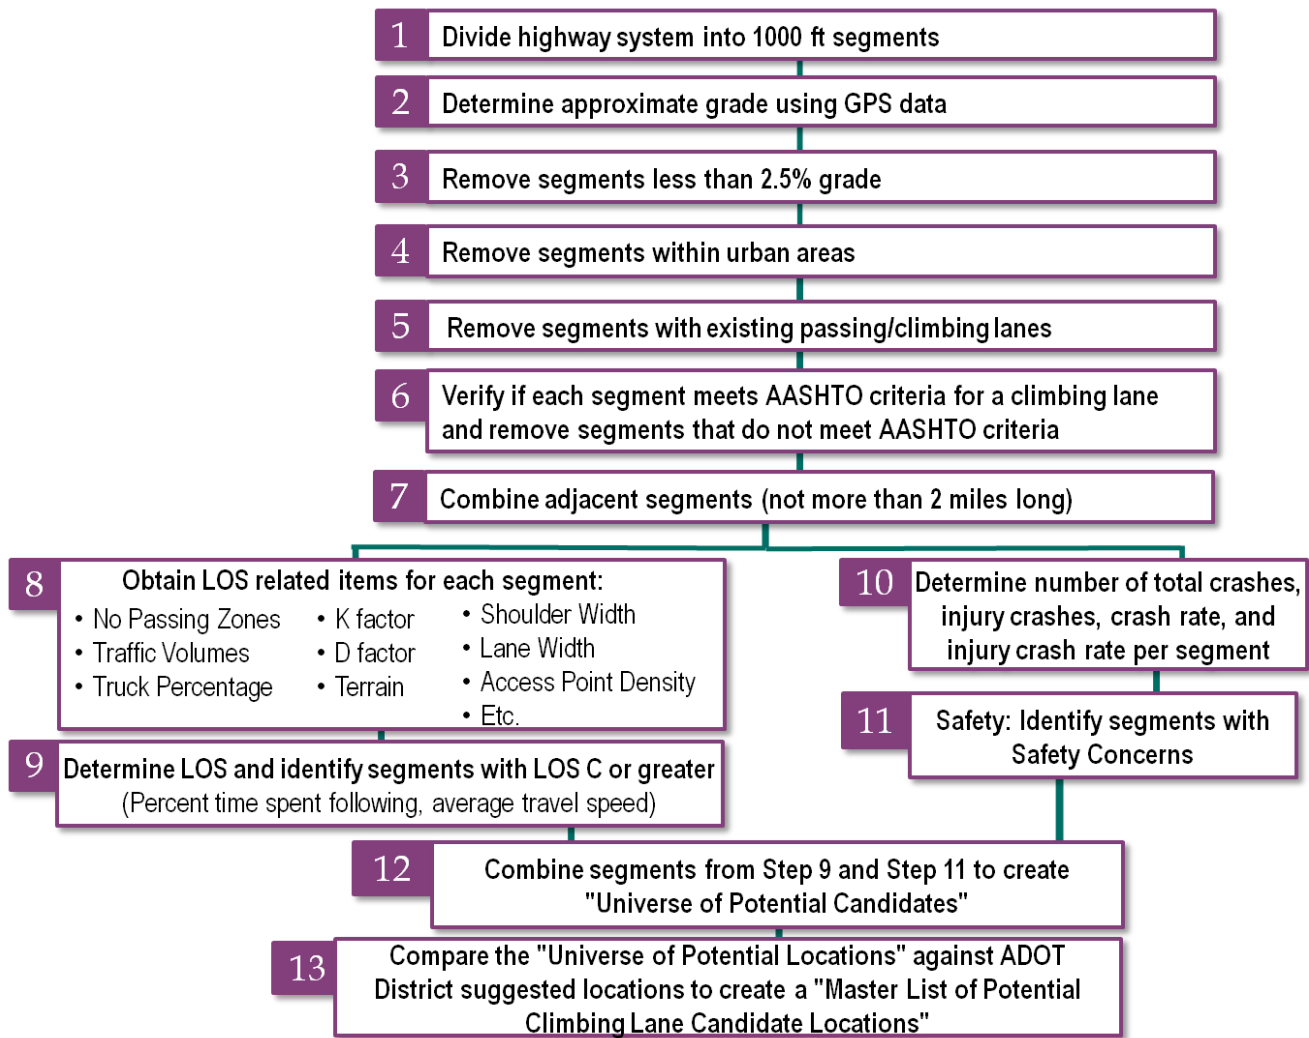 1 Divide highway system into 1000 ft segments
2 Determine approximate grade using GPS data
3 Remove segments less than 2.5% grade
4 Remove segments within urban areas
5 Remove segments with existing passing/climbing lanes
6 Verify if each segment meets AASHTO criteria for a climbing lane
and remove segments that do not meet AASHTO criteria
7 Combine adjacent segments (not more than 2 miles long)
8 Obtain LOS related items for each segment:
• No Passing Zones
• Traffic Volumes
• Truck Percentage
• K factor
• D factor
• Terrain
• Shoulder Width
• Lane Width
• Access Point Density
• Etc.
9 Determine LOS and identify segments with LOS C or greater
(Percent time spent following, average travel speed)
10 Determine number of total crashes,
injury crashes, crash rate, and
injury crash rate per segment
11 Safety: Identify segments with
Safety Concerns
12 Combine segments from Step 9 and Step 11 to create
"Universe of Potential Candidates"
13 Compare the "Universe of Potential Locations" against ADOT
District suggested locations to create a "Master List of Potential
Climbing Lane Candidate Locations"